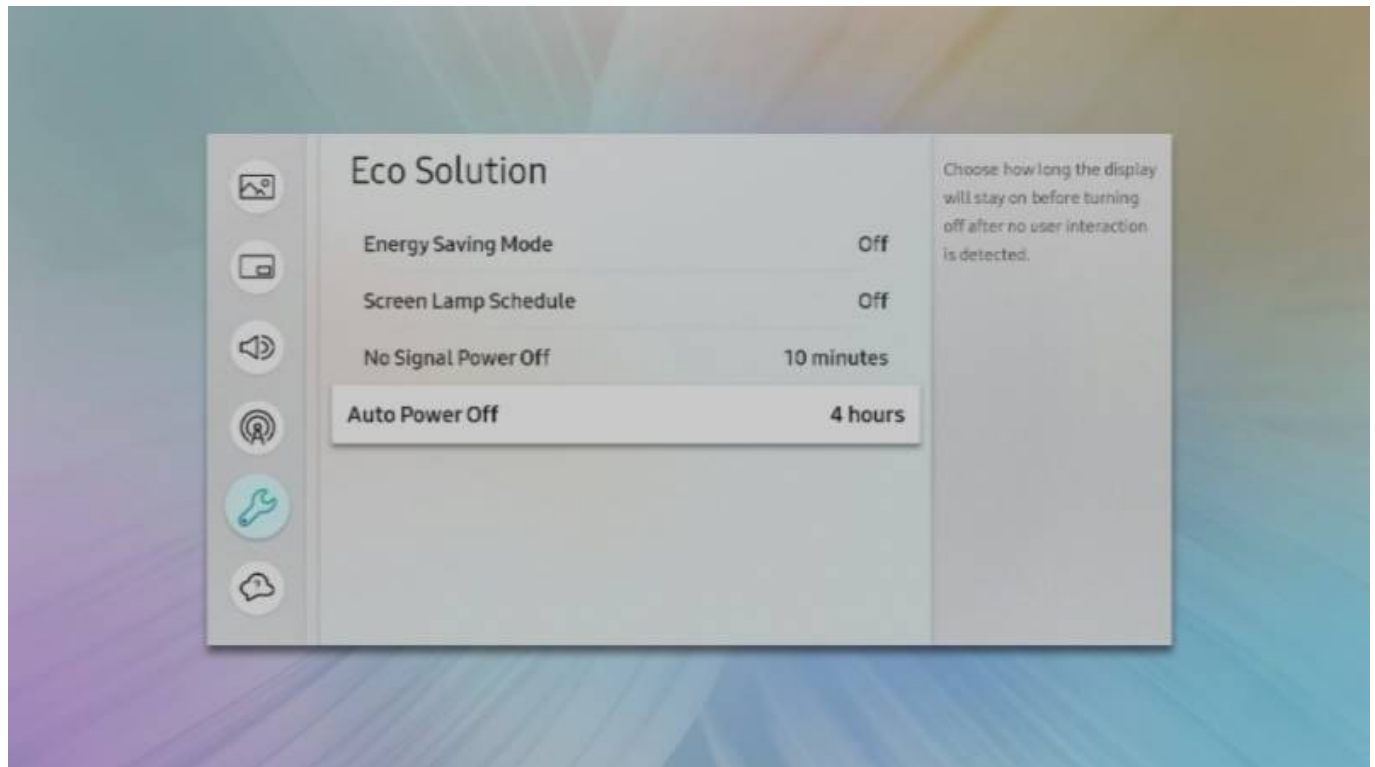 Eco Solution
Energy Saving Mode Off
Screen Lamp Schedule Off
No Signal Power Off 10 minutes
Auto Power Off 4 hours
Choose how long the display
will stay on before turning
off after no user interaction
is detected.